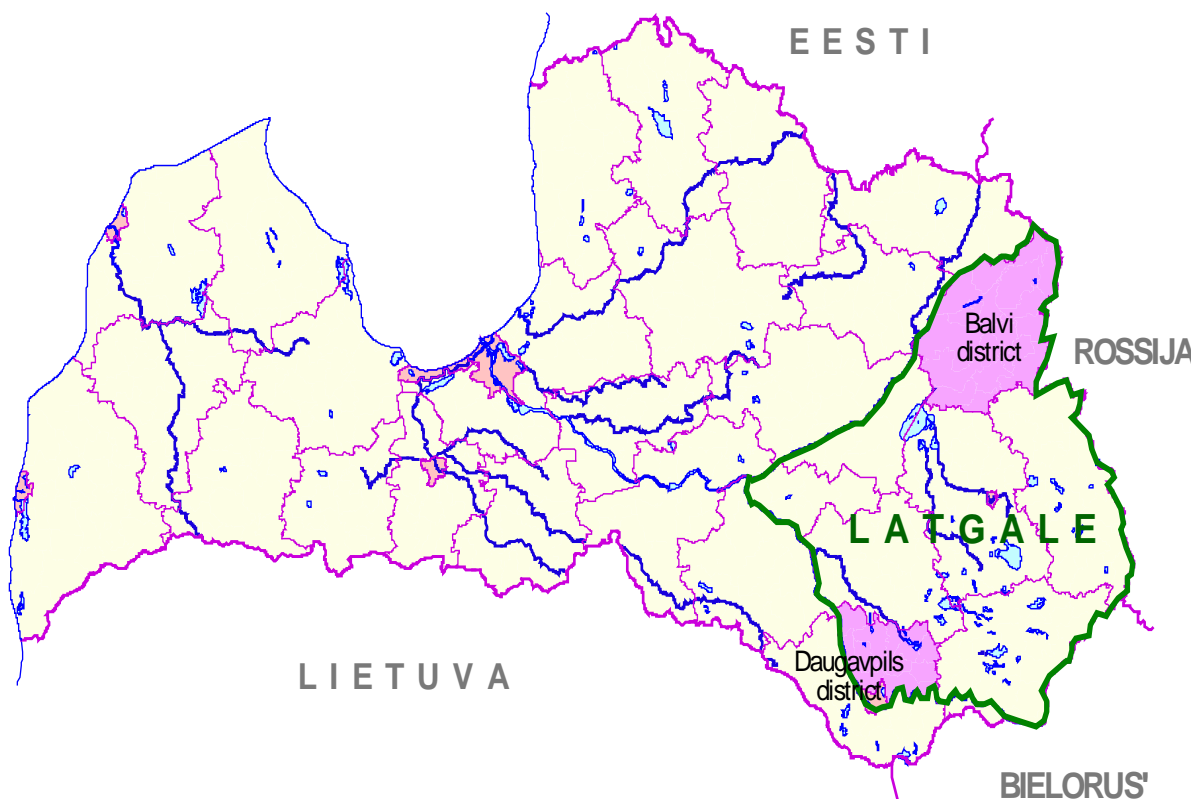 EESTI
Balvi
district
ROSSIJA
LATGALE
Daugavpils
district
LIETUVA
BIELORUS'